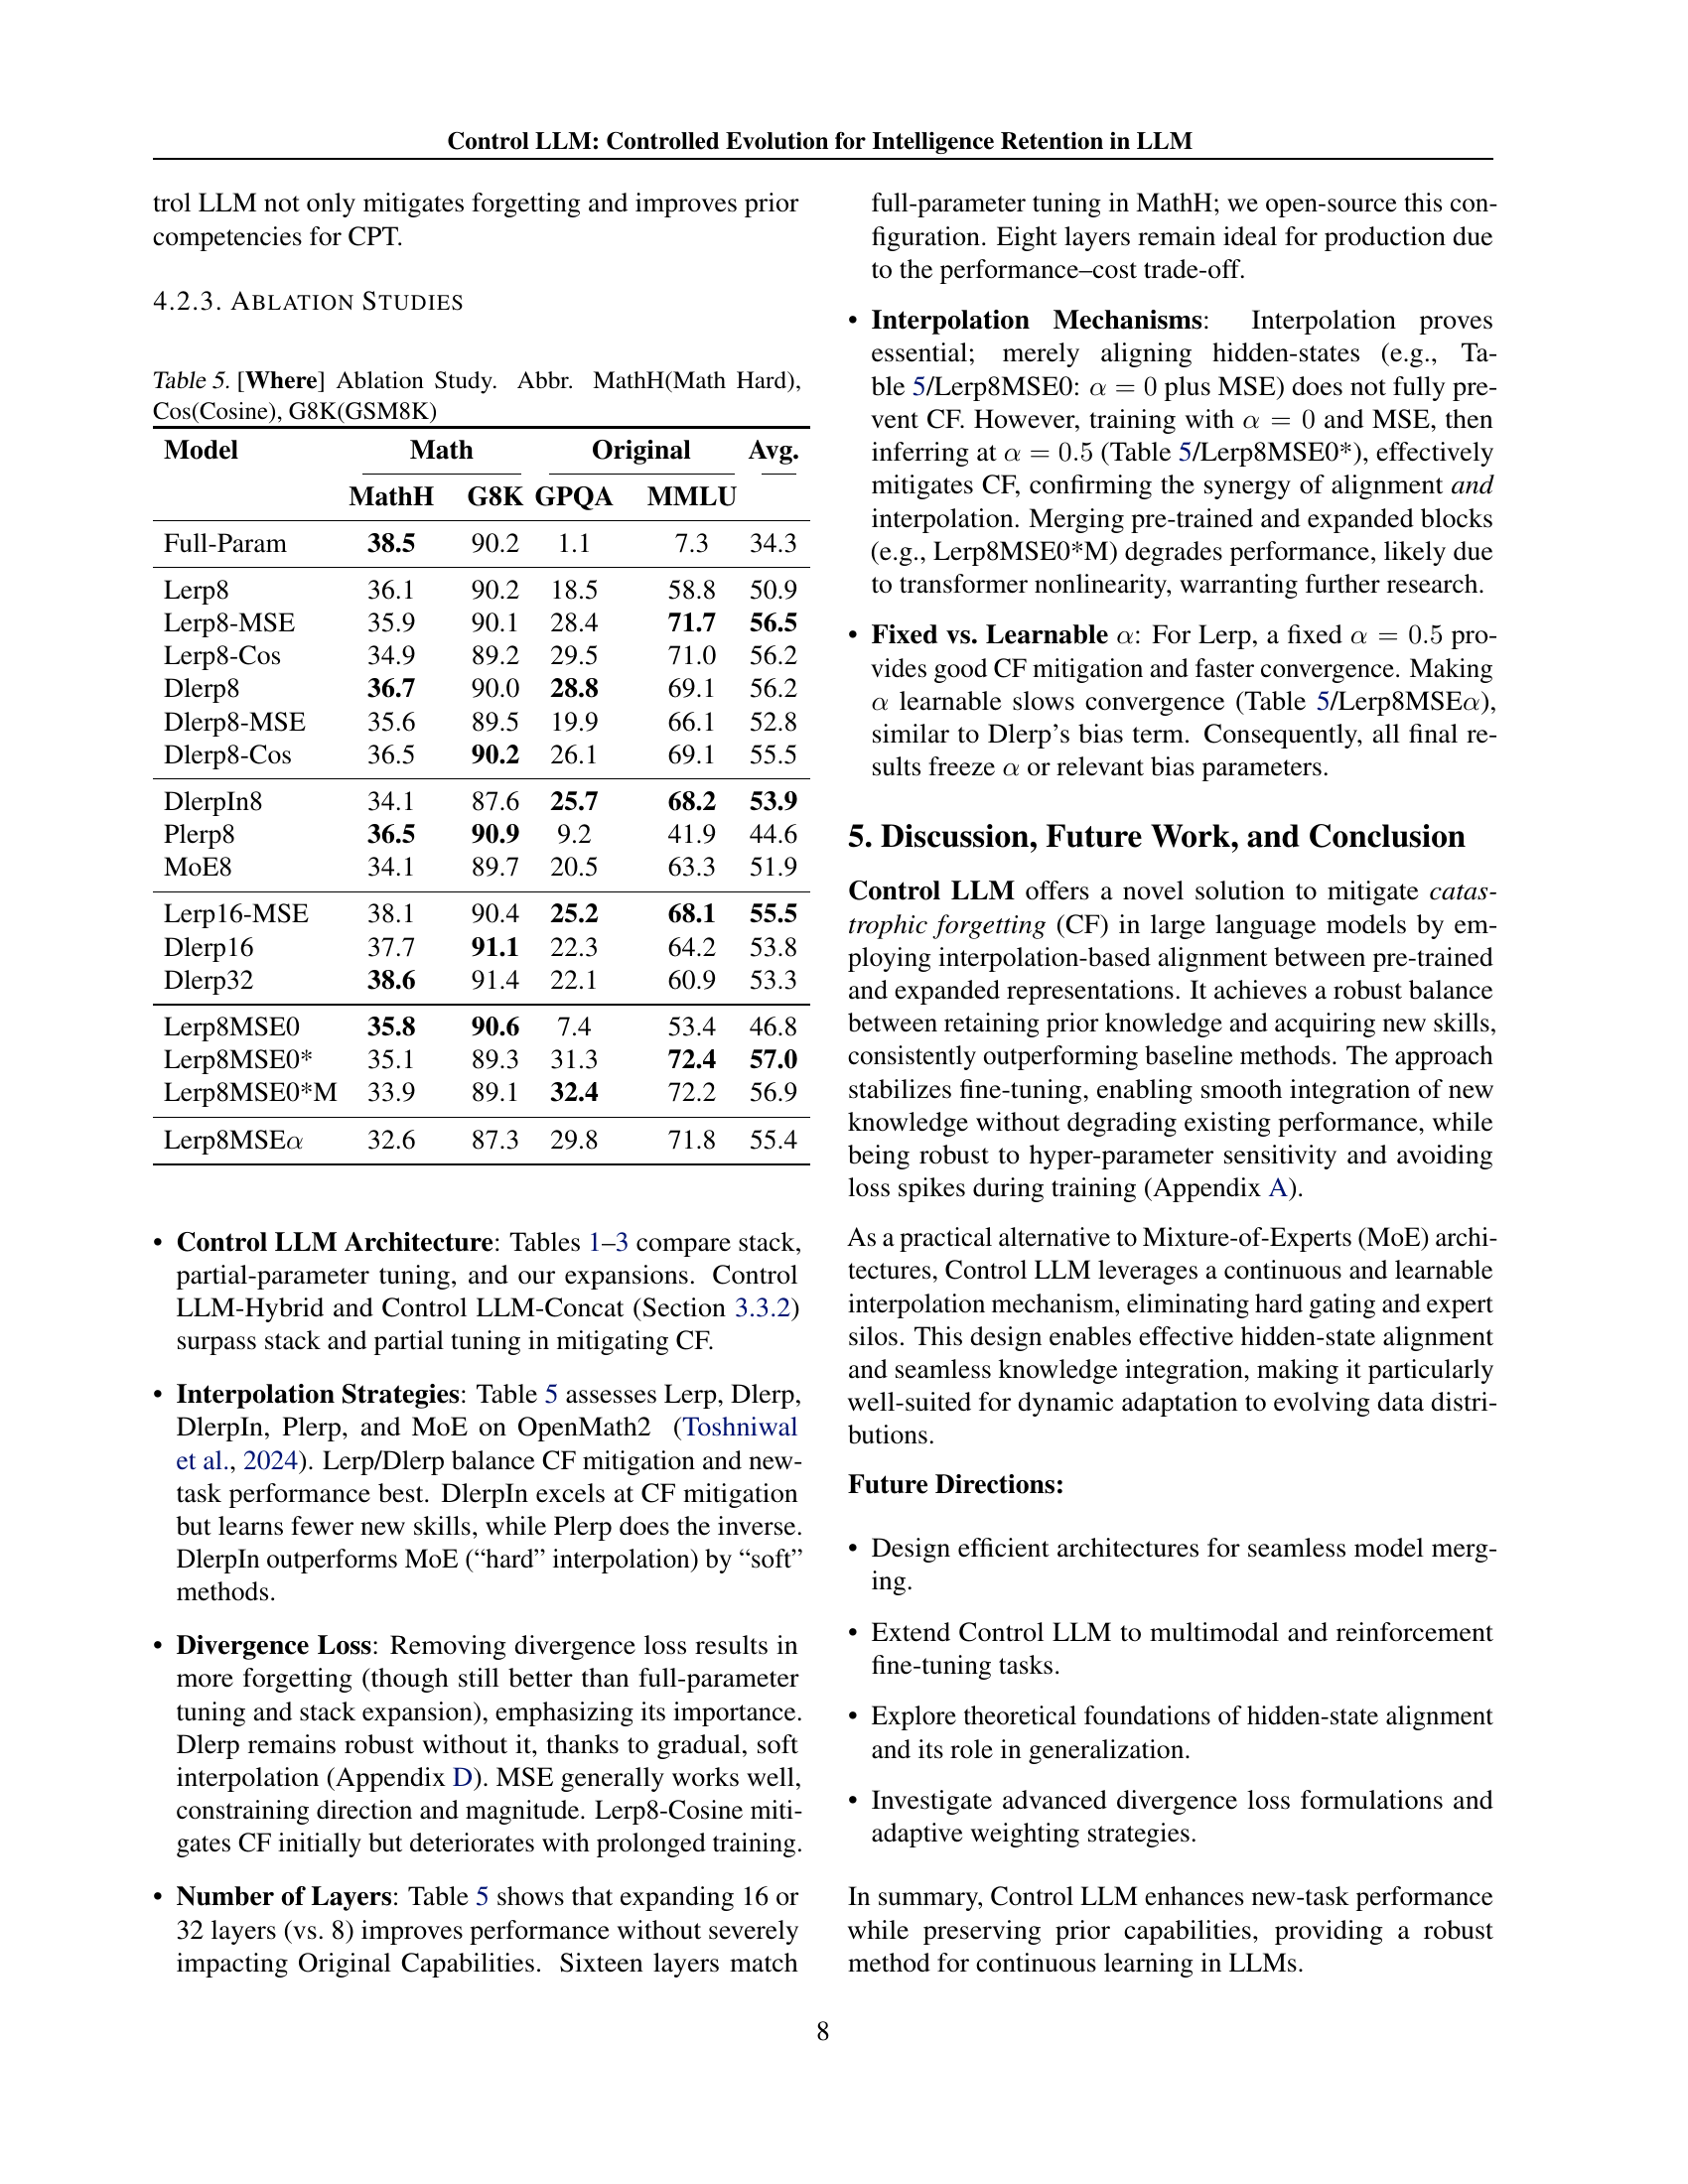 Control LLM: Controlled Evolution for Intelligence Retention in LLM
trol LLM not only mitigates forgetting and improves prior
competencies for CPT.
4.2.3. ABLATION STUDIES
Table 5. [Where] Ablation Study. Abbr. MathH(Math Hard),
Cos(Cosine), G8K(GSM8K)
Model Math Original Avg.
MathH G8K GPQA MMLU
Full-Param 38.5 90.2 1.1 7.3 34.3
Lerp8 36.1 90.2 18.5 58.8 50.9
Lerp8-MSE 35.9 90.1 28.4 71.7 56.5
Lerp8-Cos 34.9 89.2 29.5 71.0 56.2
Dlerp8 36.7 90.0 28.8 69.1 56.2
Dlerp8-MSE 35.6 89.5 19.9 66.1 52.8
Dlerp8-Cos 36.5 90.2 26.1 69.1 55.5
DlerpIn8 34.1 87.6 25.7 68.2 53.9
Plerp8 36.5 90.9 9.2 41.9 44.6
MoE8 34.1 89.7 20.5 63.3 51.9
Lerp16-MSE 38.1 90.4 25.2 68.1 55.5
Dlerp16 37.7 91.1 22.3 64.2 53.8
Dlerp32 38.6 91.4 22.1 60.9 53.3
Lerp8MSE0 35.8 90.6 7.4 53.4 46.8
Lerp8MSE0* 35.1 89.3 31.3 72.4 57.0
Lerp8MSE0*M 33.9 89.1 32.4 72.2 56.9
Lerp8MSEα 32.6 87.3 29.8 71.8 55.4
• Control LLM Architecture: Tables 1–3 compare stack,
partial-parameter tuning, and our expansions. Control
LLM-Hybrid and Control LLM-Concat (Section 3.3.2)
surpass stack and partial tuning in mitigating CF.
• Interpolation Strategies: Table 5 assesses Lerp, Dlerp,
DlerpIn, Plerp, and MoE on OpenMath2 (Toshniwal
et al., 2024). Lerp/Dlerp balance CF mitigation and new-
task performance best. DlerpIn excels at CF mitigation
but learns fewer new skills, while Plerp does the inverse.
DlerpIn outperforms MoE (“hard” interpolation) by “soft”
methods.
• Divergence Loss: Removing divergence loss results in
more forgetting (though still better than full-parameter
tuning and stack expansion), emphasizing its importance.
Dlerp remains robust without it, thanks to gradual, soft
interpolation (Appendix D). MSE generally works well,
constraining direction and magnitude. Lerp8-Cosine miti-
gates CF initially but deteriorates with prolonged training.
• Number of Layers: Table 5 shows that expanding 16 or
32 layers (vs. 8) improves performance without severely
impacting Original Capabilities. Sixteen layers match
full-parameter tuning in MathH; we open-source this con-
figuration. Eight layers remain ideal for production due
to the performance–cost trade-off.
• Interpolation Mechanisms: Interpolation proves
essential; merely aligning hidden-states (e.g., Ta-
ble 5/Lerp8MSE0: α = 0 plus MSE) does not fully pre-
vent CF. However, training with α = 0 and MSE, then
inferring at α = 0.5 (Table 5/Lerp8MSE0*), effectively
mitigates CF, confirming the synergy of alignment and
interpolation. Merging pre-trained and expanded blocks
(e.g., Lerp8MSE0*M) degrades performance, likely due
to transformer nonlinearity, warranting further research.
• Fixed vs. Learnable α: For Lerp, a fixed α = 0.5 pro-
vides good CF mitigation and faster convergence. Making
α learnable slows convergence (Table 5/Lerp8MSEα),
similar to Dlerp’s bias term. Consequently, all final re-
sults freeze α or relevant bias parameters.
5. Discussion, Future Work, and Conclusion
Control LLM offers a novel solution to mitigate catas-
trophic forgetting (CF) in large language models by em-
ploying interpolation-based alignment between pre-trained
and expanded representations. It achieves a robust balance
between retaining prior knowledge and acquiring new skills,
consistently outperforming baseline methods. The approach
stabilizes fine-tuning, enabling smooth integration of new
knowledge without degrading existing performance, while
being robust to hyper-parameter sensitivity and avoiding
loss spikes during training (Appendix A).
As a practical alternative to Mixture-of-Experts (MoE) archi-
tectures, Control LLM leverages a continuous and learnable
interpolation mechanism, eliminating hard gating and expert
silos. This design enables effective hidden-state alignment
and seamless knowledge integration, making it particularly
well-suited for dynamic adaptation to evolving data distri-
butions.
Future Directions:
• Design efficient architectures for seamless model merg-
ing.
• Extend Control LLM to multimodal and reinforcement
fine-tuning tasks.
• Explore theoretical foundations of hidden-state alignment
and its role in generalization.
• Investigate advanced divergence loss formulations and
adaptive weighting strategies.
In summary, Control LLM enhances new-task performance
while preserving prior capabilities, providing a robust
method for continuous learning in LLMs.
8